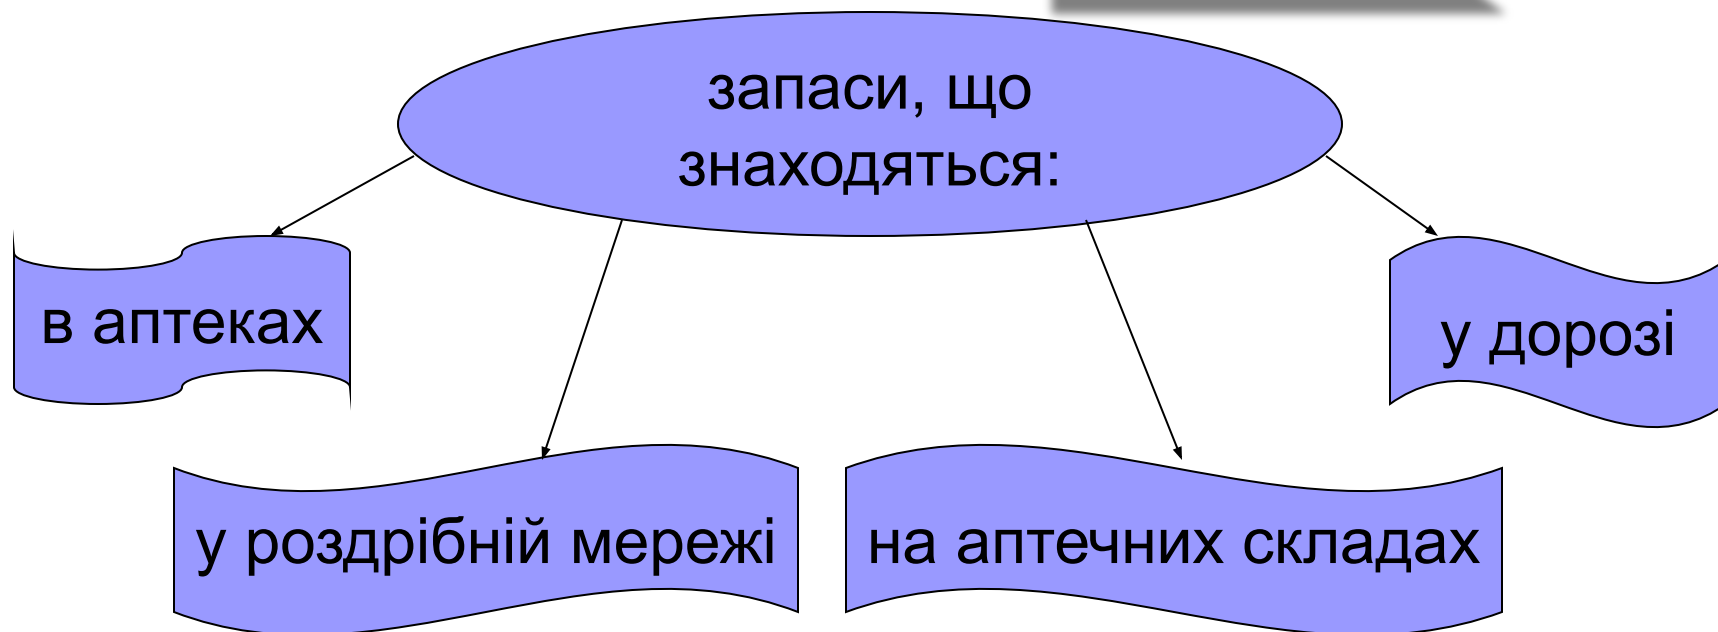 запаси, що
знаходяться:
в аптеках
у дорозі
у роздрібній мережі
на аптечних складах